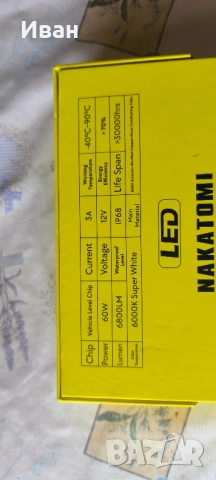 Иван
Chip Vehicle Level Chip Current 3A Working Temperature -40°C-90°C
Power 60W Voltage 12V Energy Efficiency > 70%
Lumen 6800LM Waterproof Level IP68 Life Span >30000hrs
Color Temperature 6000K Super White Main Material
LED
NAKATOMI
BAZAR